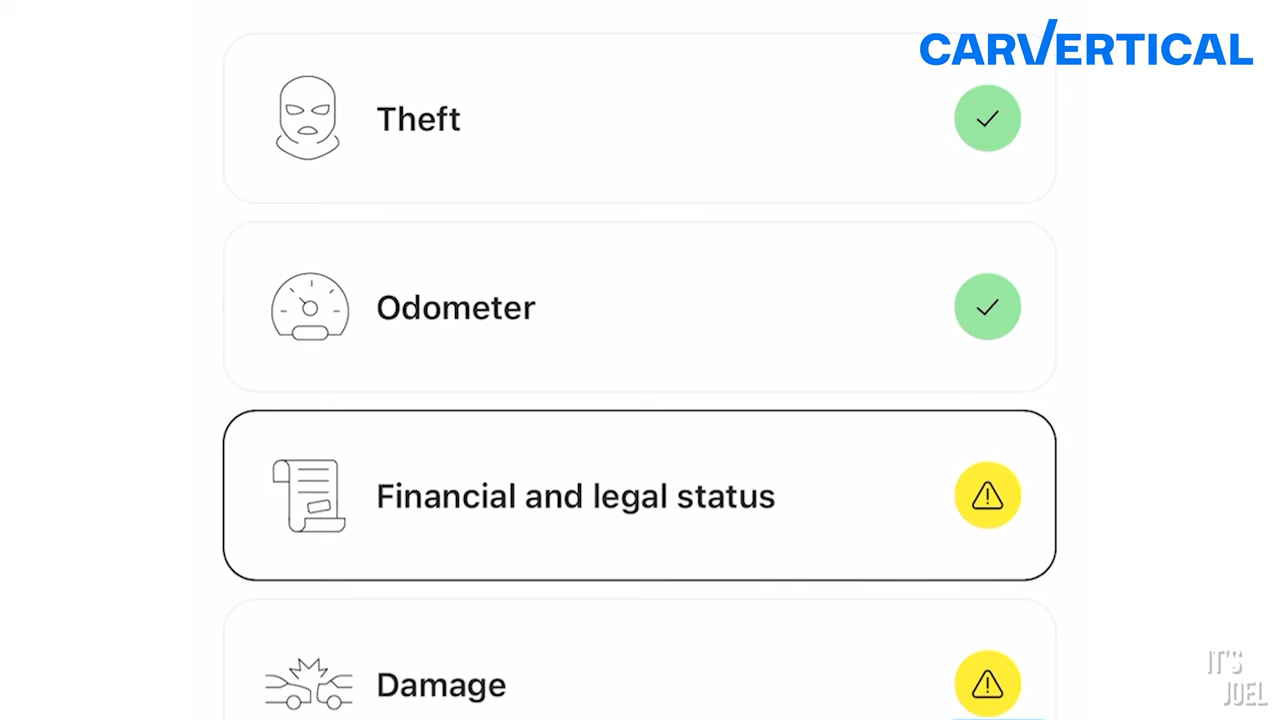 CARVERTICAL
Theft
Odometer
Financial and legal status
Damage
IT'S
JOEL